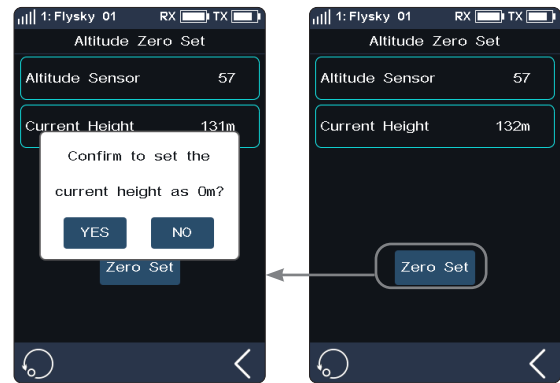 1: Flysky 01 RX TX
Altitude Zero Set
Altitude Sensor 57
Current Height 131m
Confirm to set the
current height as 0m?
YES NO
Zero Set
1: Flysky 01 RX TX
Altitude Zero Set
Altitude Sensor 57
Current Height 132m
Zero Set